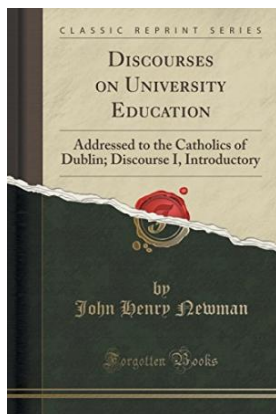 CLASSIC REPRINT SERIES
DISCOURSES
ON UNIVERSITY
EDUCATION
Addressed to the Catholics of
Dublin; Discourse I, Introductory
by
John Henry Newman
Forgotten Books